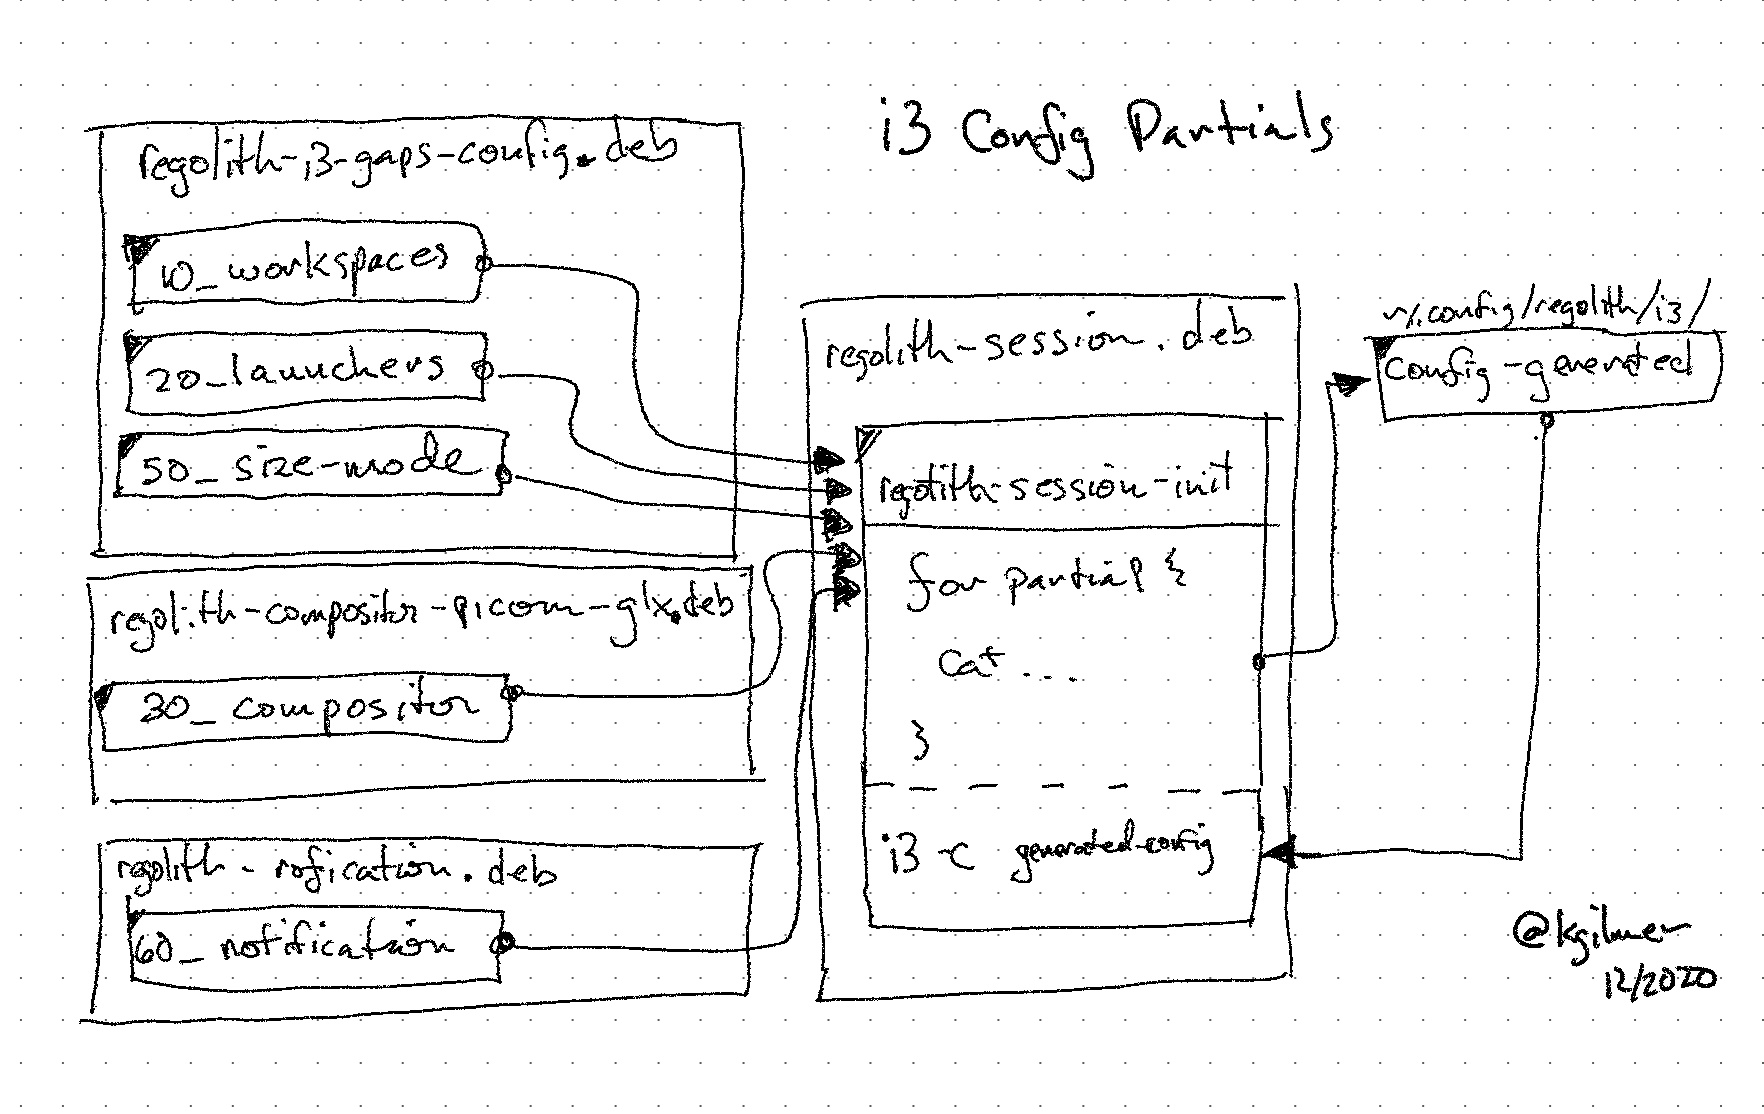 i3 Config Partials
regolith-i3-gaps-config.deb
10_workspaces
20_launchers
50_size-mode
regolith-compositor-picom-glx.deb
30_compositor
regolith-rofication.deb
60_notification
regolith-session.deb
regolith-session-init
for partial {
cat ...
}
i3 -c generated-config
~/.config/regolith/i3/
config-generated
@kgilmer
12/2020